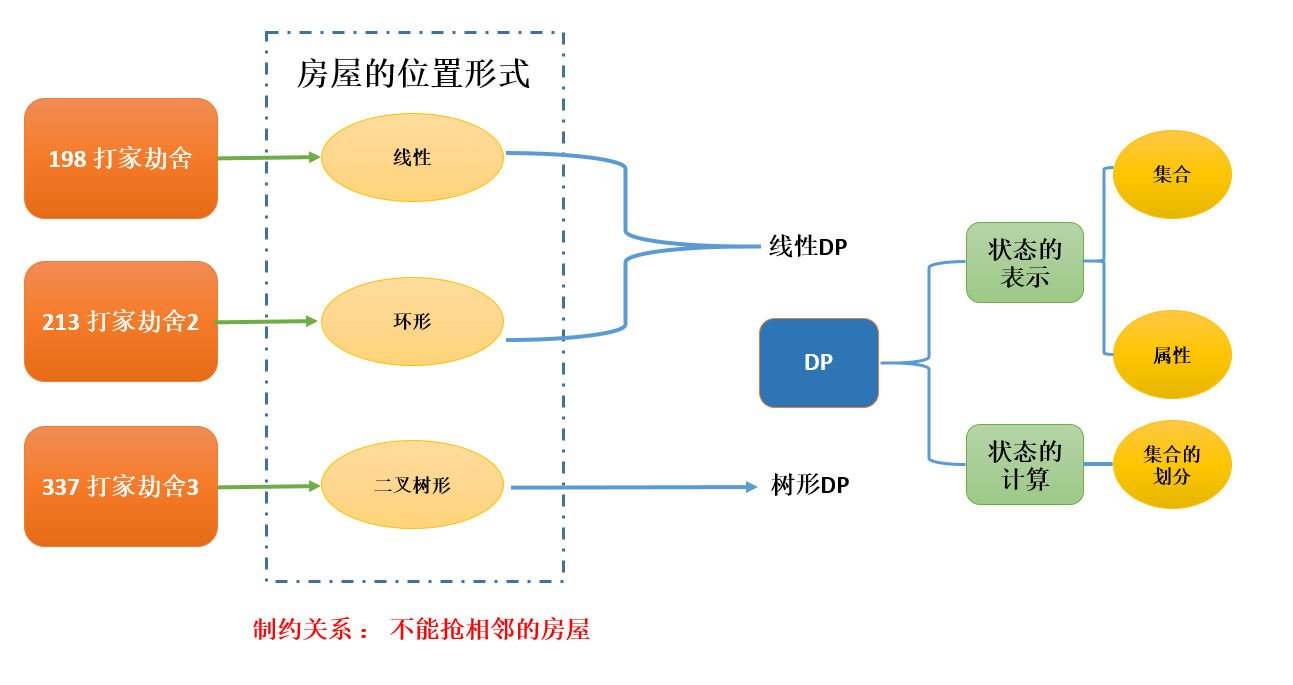 房屋的位置形式
198 打家劫舍
线性
213 打家劫舍2
环形
337 打家劫舍3
二叉树形
线性DP
DP
树形DP
状态的
表示
集合
属性
状态的
计算
集合的
划分
制约关系： 不能抢相邻的房屋